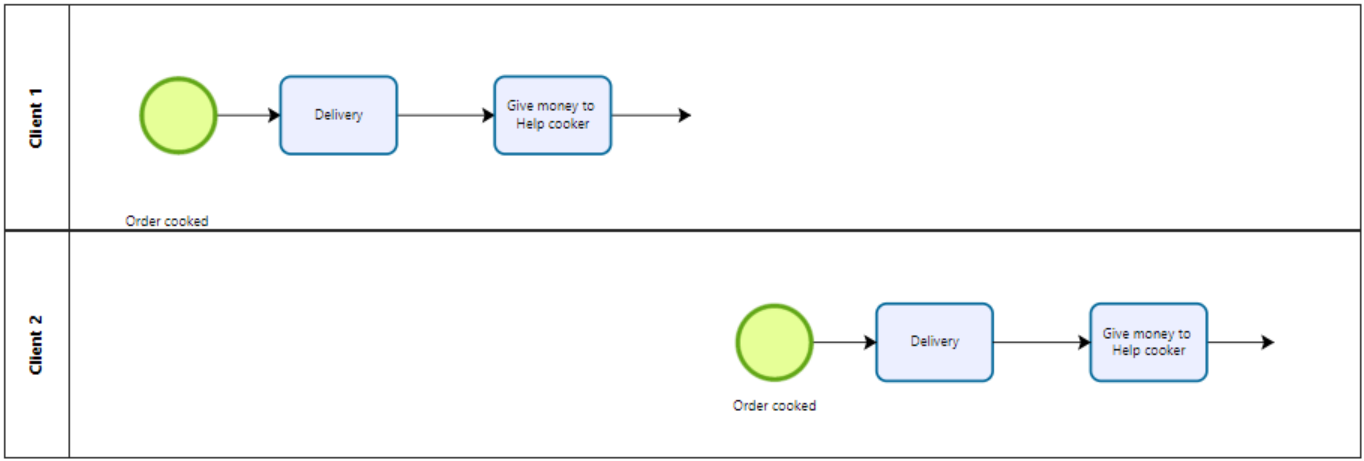 Client 1
Delivery
Give money to
Help cooker
Order cooked
Client 2
Delivery
Give money to
Help cooker
Order cooked